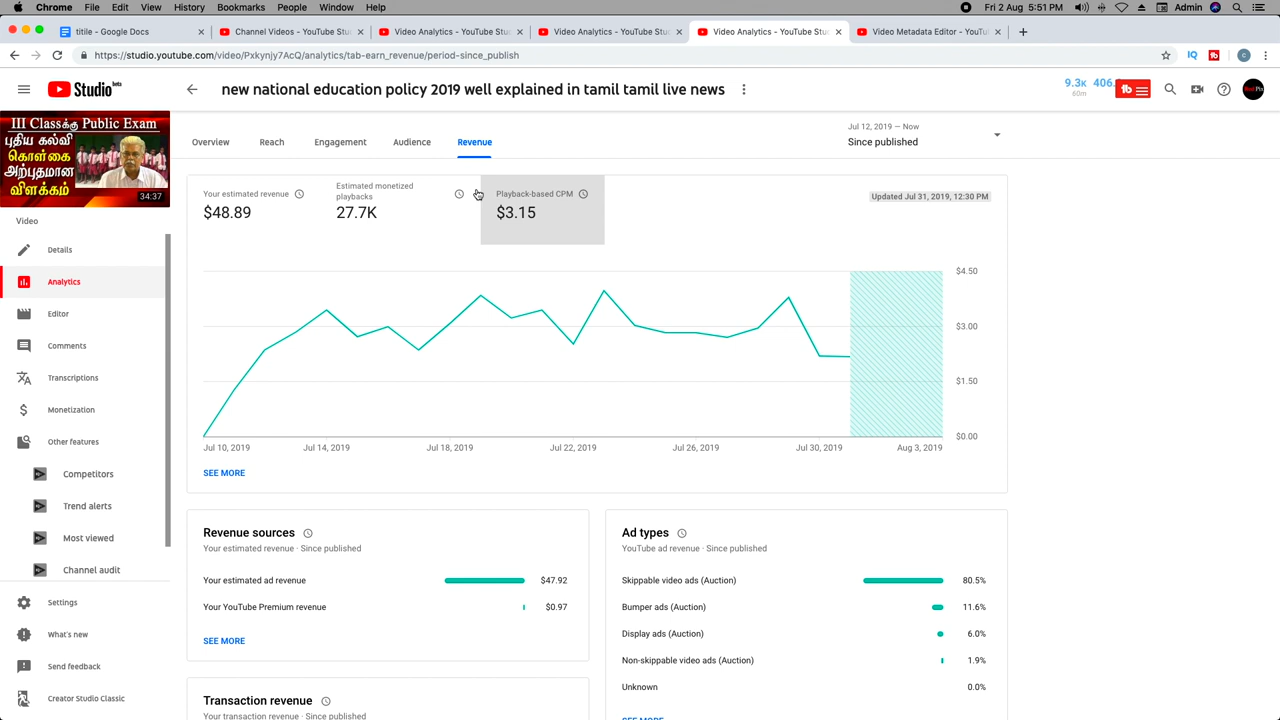 Chrome File Edit View History Bookmarks People Window Help
Fri 2 Aug 5:51 PM Admin
titile - Google Docs
Channel Videos - YouTube Stu
Video Analytics - YouTube Stu
Video Analytics - YouTube Stu
Video Analytics - YouTube Stu
Video Metadata Editor - YouTu
https://studio.youtube.com/video/Pxkynjy7AcQ/analytics/tab-earn_revenue/period-since_publish
IQ
Studio beta
new national education policy 2019 well explained in tamil tamil live news
9.3K 406.
60m
III Classக்கு Public Exam
புதிய கல்வி
கொள்கை
அற்புதமான
விளக்கம்
34:37
Overview
Reach
Engagement
Audience
Revenue
Jul 12, 2019 — Now
Since published
Video
Details
Analytics
Editor
Comments
Transcriptions
Monetization
Other features
Competitors
Trend alerts
Most viewed
Channel audit
Settings
What's new
Send feedback
Creator Studio Classic
Your estimated revenue
$48.89
Estimated monetized
playbacks
27.7K
Playback-based CPM
$3.15
Updated Jul 31, 2019, 12:30 PM
$4.50
$3.00
$1.50
$0.00
Jul 10, 2019
Jul 14, 2019
Jul 18, 2019
Jul 22, 2019
Jul 26, 2019
Jul 30, 2019
Aug 3, 2019
SEE MORE
Revenue sources
Your estimated revenue · Since published
Your estimated ad revenue $47.92
Your YouTube Premium revenue $0.97
SEE MORE
Transaction revenue
Your transaction revenue · Since published
Ad types
YouTube ad revenue · Since published
Skippable video ads (Auction) 80.5%
Bumper ads (Auction) 11.6%
Display ads (Auction) 6.0%
Non-skippable video ads (Auction) 1.9%
Unknown 0.0%
SEE MORE